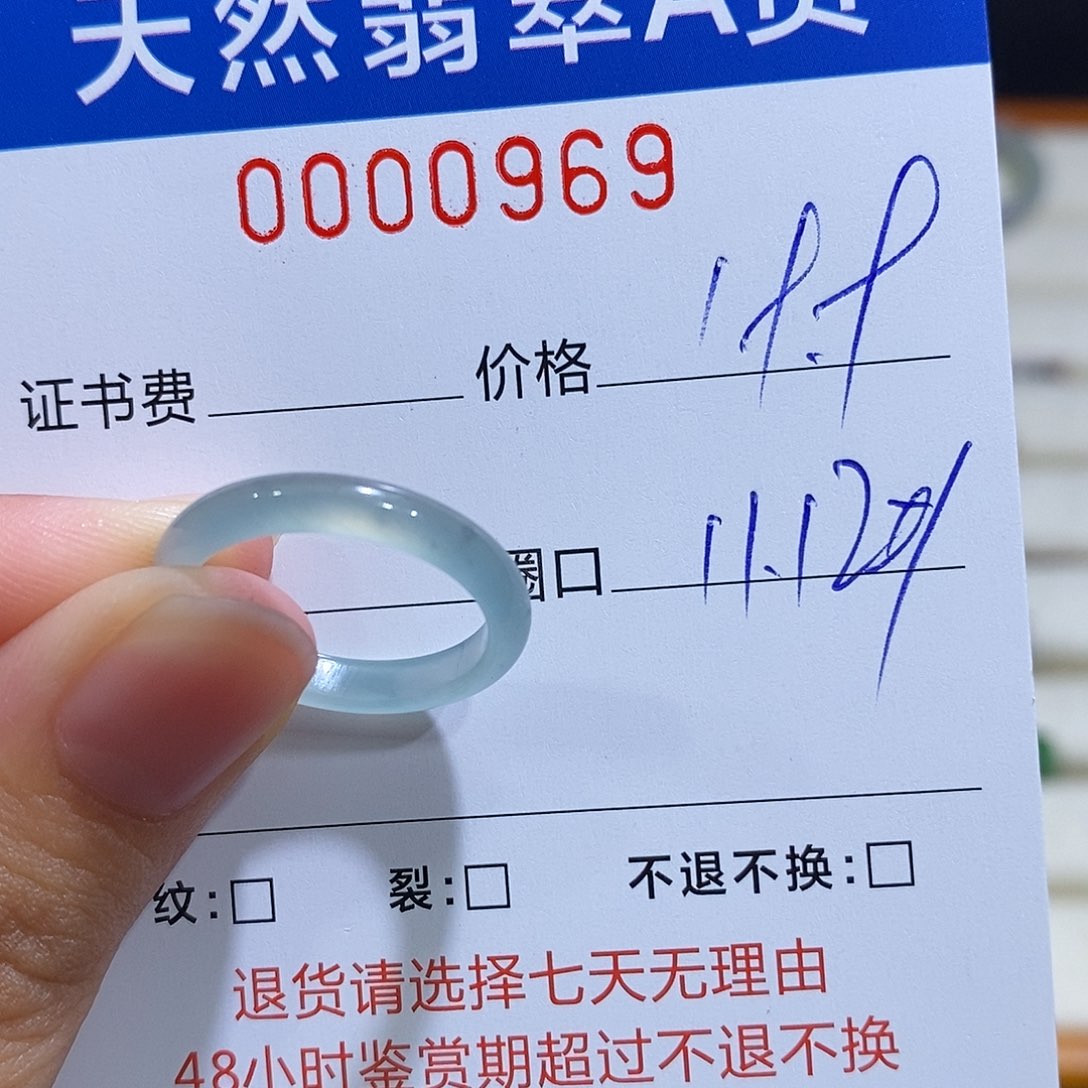 天然翡翠A货
0000969
证书费 价格
圈口 11.12
纹:□ 裂:□ 不退不换:□
退货请选择七天无理由
48小时鉴赏期超过不退不换